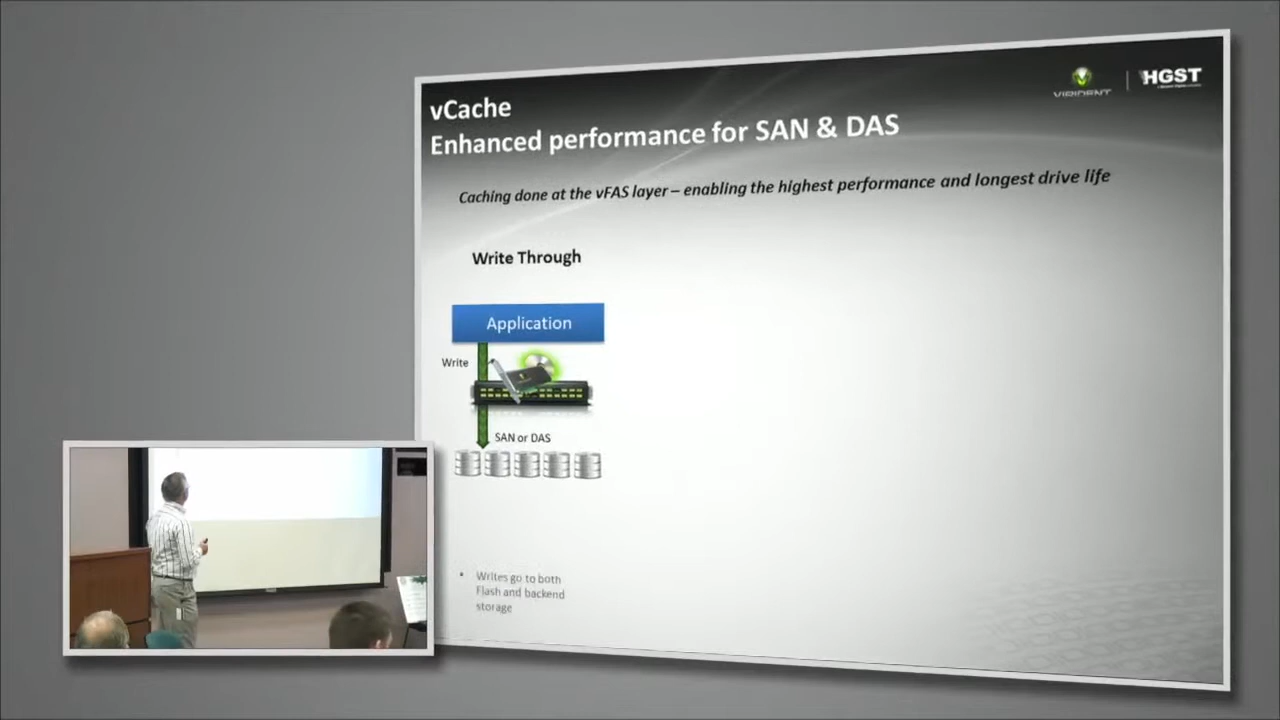 VIRIDENT
HGST
vCache
Enhanced performance for SAN & DAS
Caching done at the vFAS layer – enabling the highest performance and longest drive life
Write Through
Application
Write
SAN or DAS
• Writes go to both
Flash and backend
storage